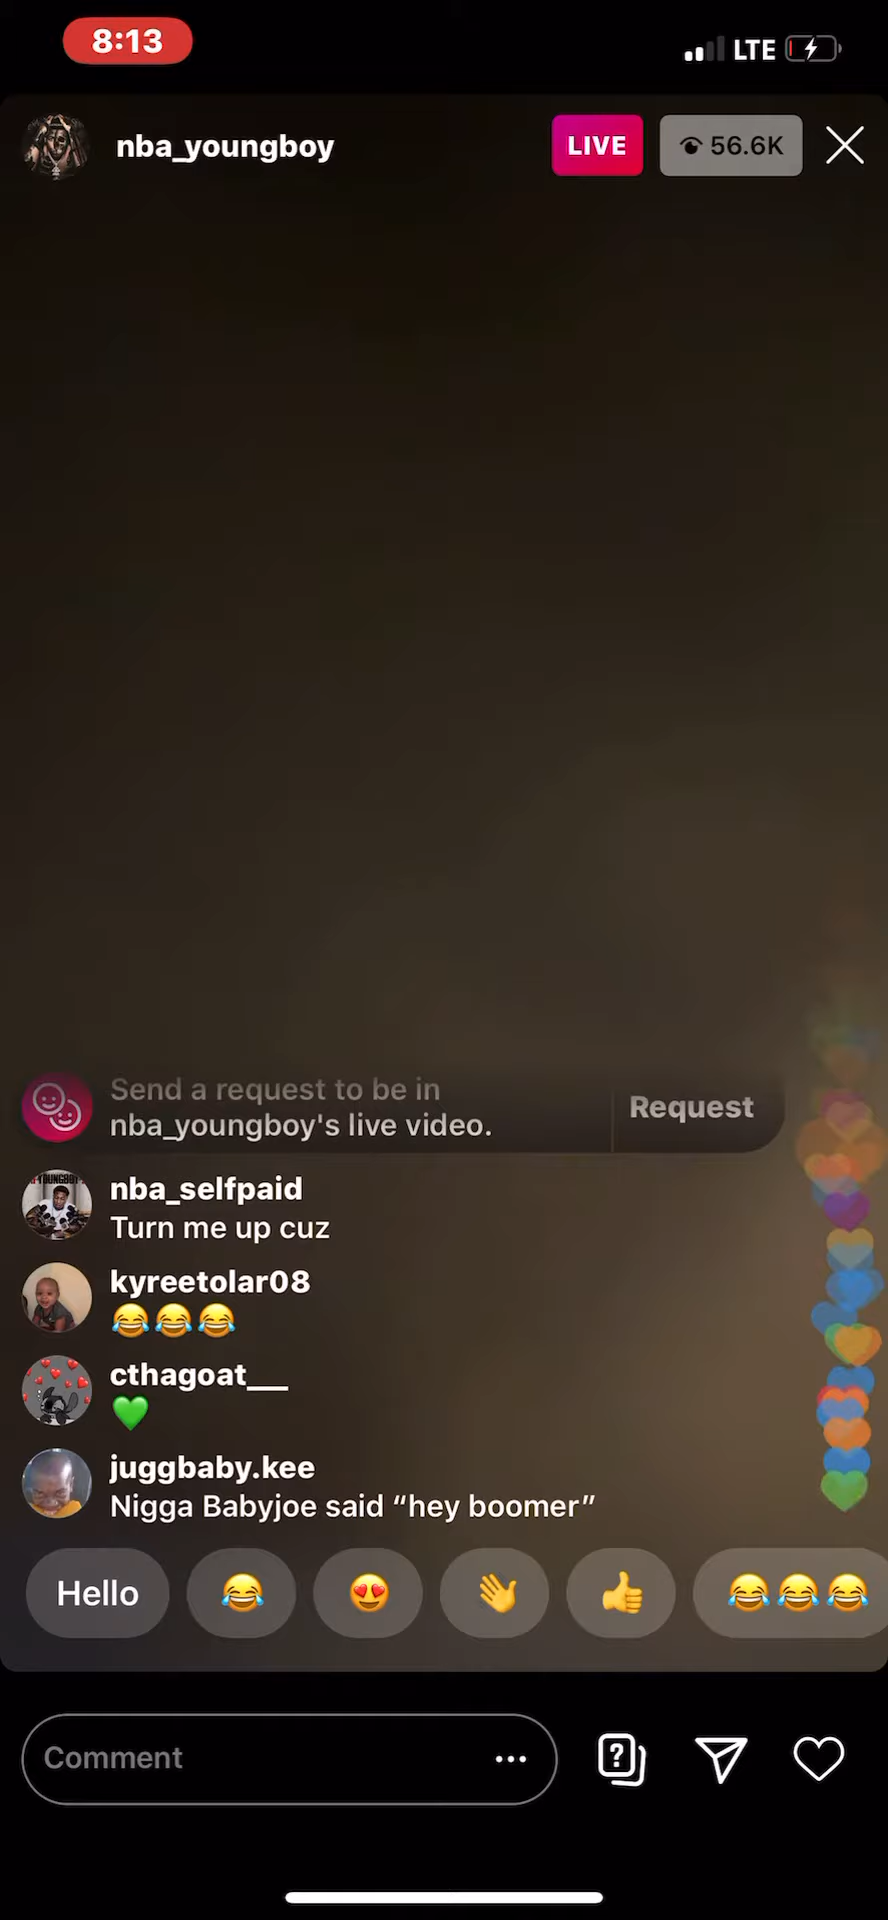 8:13
LTE
nba_youngboy
LIVE
56.6K
Send a request to be in
nba_youngboy's live video.
Request
nba_selfpaid
Turn me up cuz
kyreetolar08
😂😂😂
cthagoat__
💚
juggbaby.kee
Nigga Babyjoe said “hey boomer”
Hello
😂
😍
👋
👍
😂😂😂
Comment